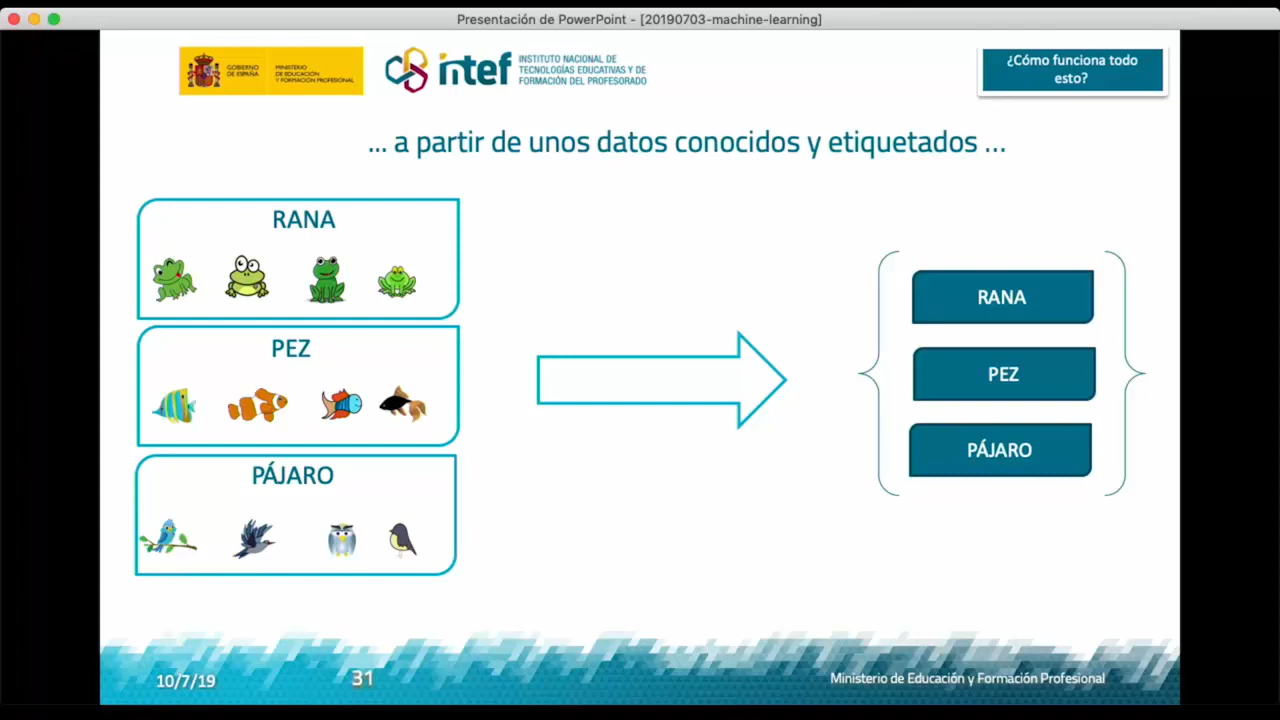 Presentación de PowerPoint - [20190703-machine-learning]
GOBIERNO
DE ESPAÑA
MINISTERIO
DE EDUCACIÓN
Y FORMACIÓN PROFESIONAL
intef
INSTITUTO NACIONAL DE
TECNOLOGÍAS EDUCATIVAS Y DE
FORMACIÓN DEL PROFESORADO
¿Cómo funciona todo
esto?
... a partir de unos datos conocidos y etiquetados ...
RANA
PEZ
PÁJARO
RANA
PEZ
PÁJARO
10/7/19
31
Ministerio de Educación y Formación Profesional